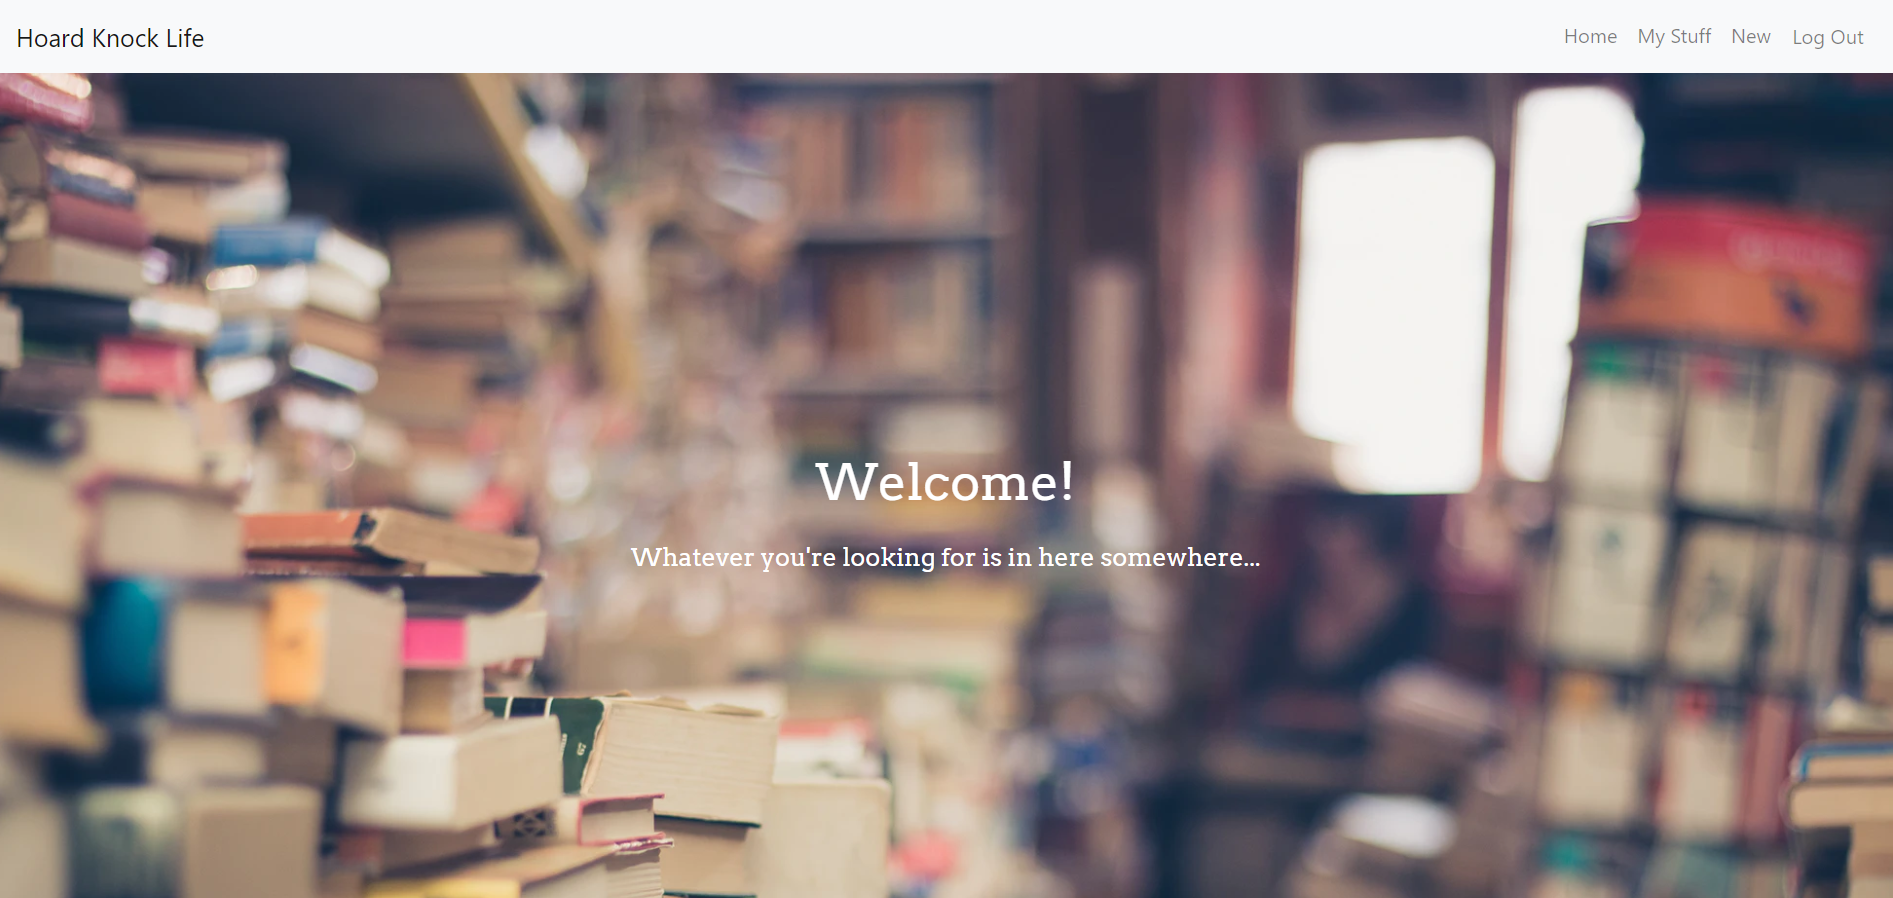 Hoard Knock Life
Home My Stuff New Log Out
Welcome!
Whatever you're looking for is in here somewhere...